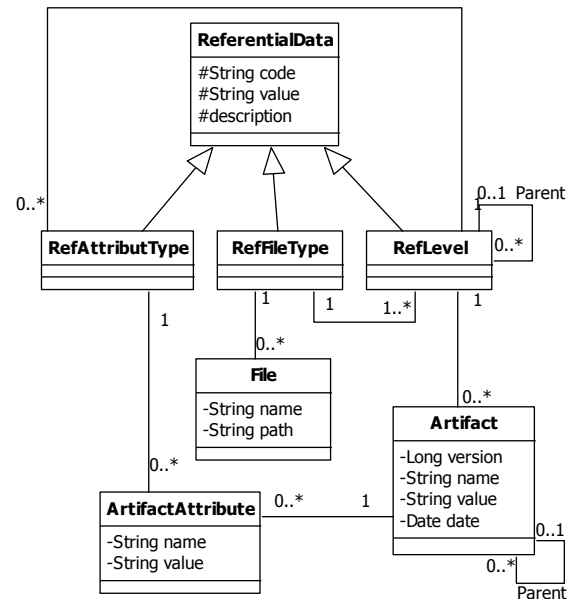 ReferentialData
#String code
#String value
#description
0..*
1
0..1 Parent
RefAttributType
RefFileType
RefLevel
0..*
1
1
1
1..*
1
0..*
File
-String name
-String path
0..*
Artifact
-Long version
-String name
-String value
-Date date
0..*
ArtifactAttribute
-String name
-String value
0..*
1
0..1
0..*
Parent